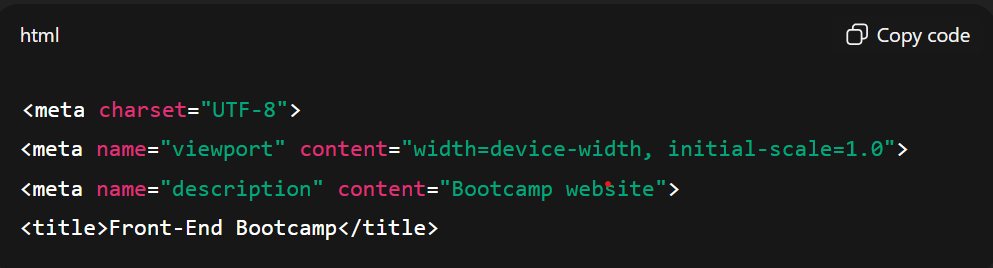 html
Copy code
<meta charset="UTF-8">
<meta name="viewport" content="width=device-width, initial-scale=1.0">
<meta name="description" content="Bootcamp website">
<title>Front-End Bootcamp</title>